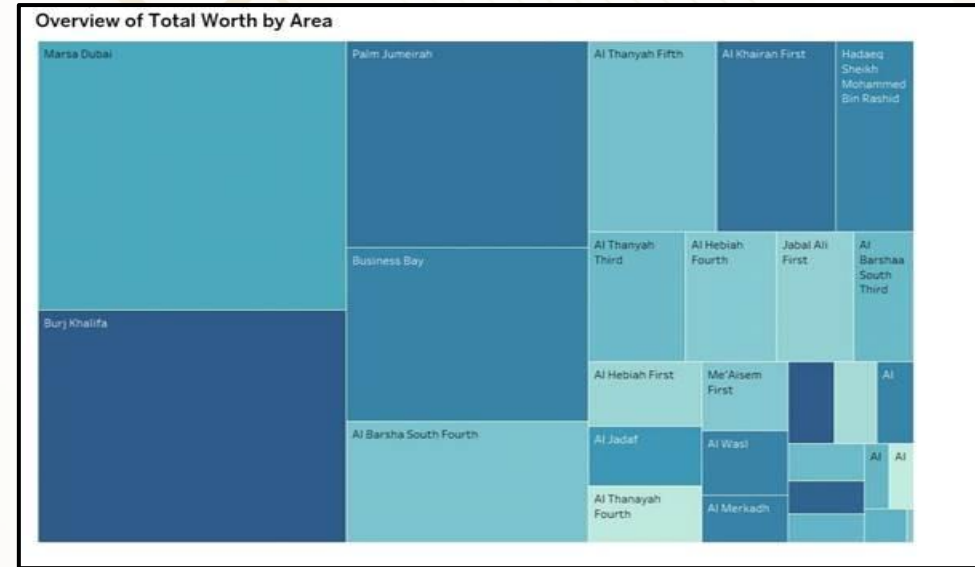 Overview of Total Worth by Area
Marsa Dubai
Palm Jumeirah
Al Thanyah Fifth
Al Khairan First
Hadaeq
Sheikh
Mohammed
Bin Rashid
Al Thanyah
Third
Al Hebiah
Fourth
Jabal Ali
First
Al
Barshaa
South
Third
Business Bay
Burj Khalifa
Al Hebiah First
Me'Aisem
First
Al
Al Barsha South Fourth
Al Jadaf
Al Wasl
Al
Al
Al Thanayah
Fourth
Al Merkadh